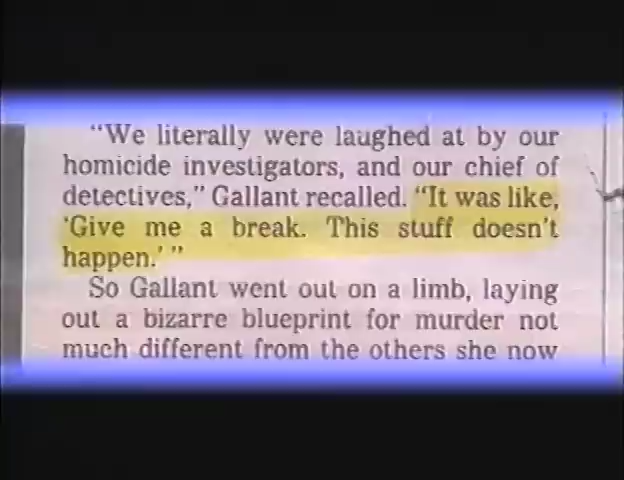 “We literally were laughed at by our
homicide investigators, and our chief of
detectives,” Gallant recalled. “It was like,
‘Give me a break. This stuff doesn’t
happen.’ ”
So Gallant went out on a limb, laying
out a bizarre blueprint for murder not
much different from the others she now